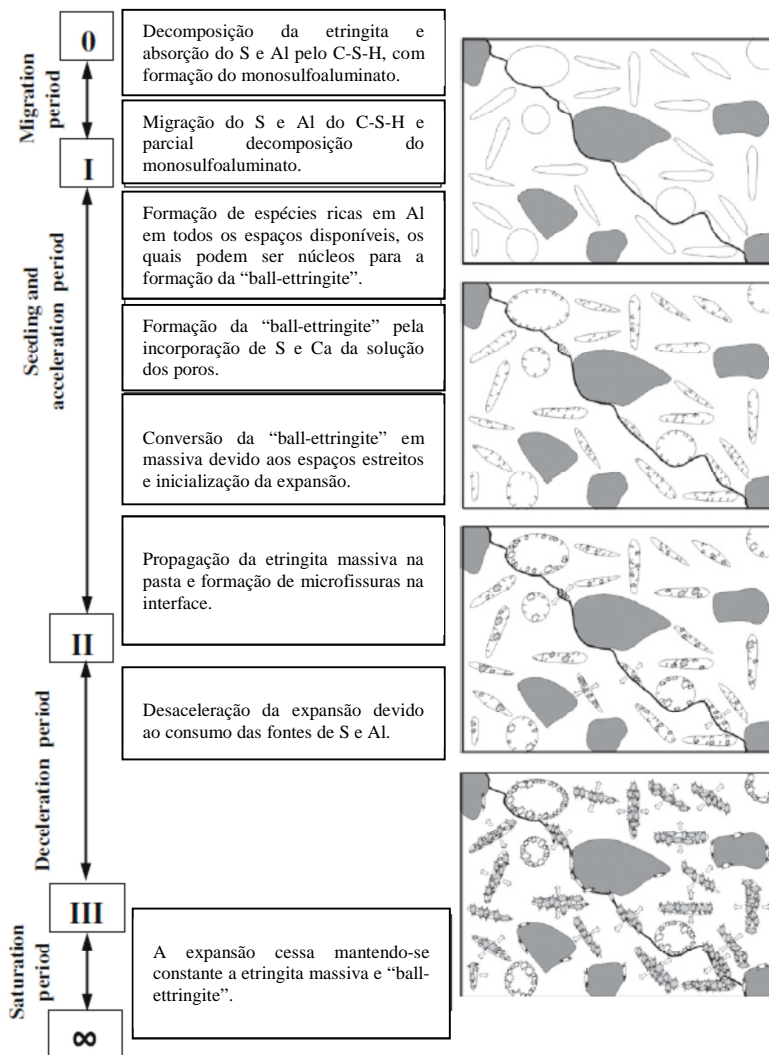 0
Migration
period
I
Seeding and
acceleration period
II
Deceleration period
III
Saturation
period
∞
Decomposição da etringita e
absorção do S e Al pelo C-S-H, com
formação do monosulfoaluminato.
Migração do S e Al do C-S-H e
parcial decomposição do
monosulfoaluminato.
Formação de espécies ricas em Al
em todos os espaços disponíveis, os
quais podem ser núcleos para a
formação da “ball-ettringite”.
Formação da “ball-ettringite” pela
incorporação de S e Ca da solução
dos poros.
Conversão da “ball-ettringite” em
massiva devido aos espaços estreitos
e inicialização da expansão.
Propagação da etringita massiva na
pasta e formação de microfissuras na
interface.
Desaceleração da expansão devido
ao consumo das fontes de S e Al.
A expansão cessa mantendo-se
constante a etringita massiva e “ball-
ettringite”.